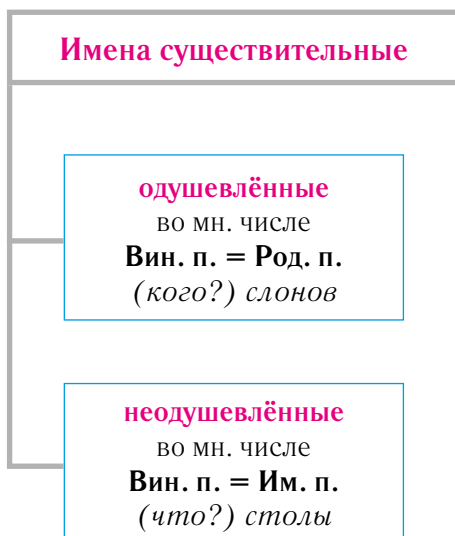 Имена существительные
одушевлённые
во мн. числе
Вин. п. = Род. п.
(кого?) слонов
неодушевлённые
во мн. числе
Вин. п. = Им. п.
(что?) столы